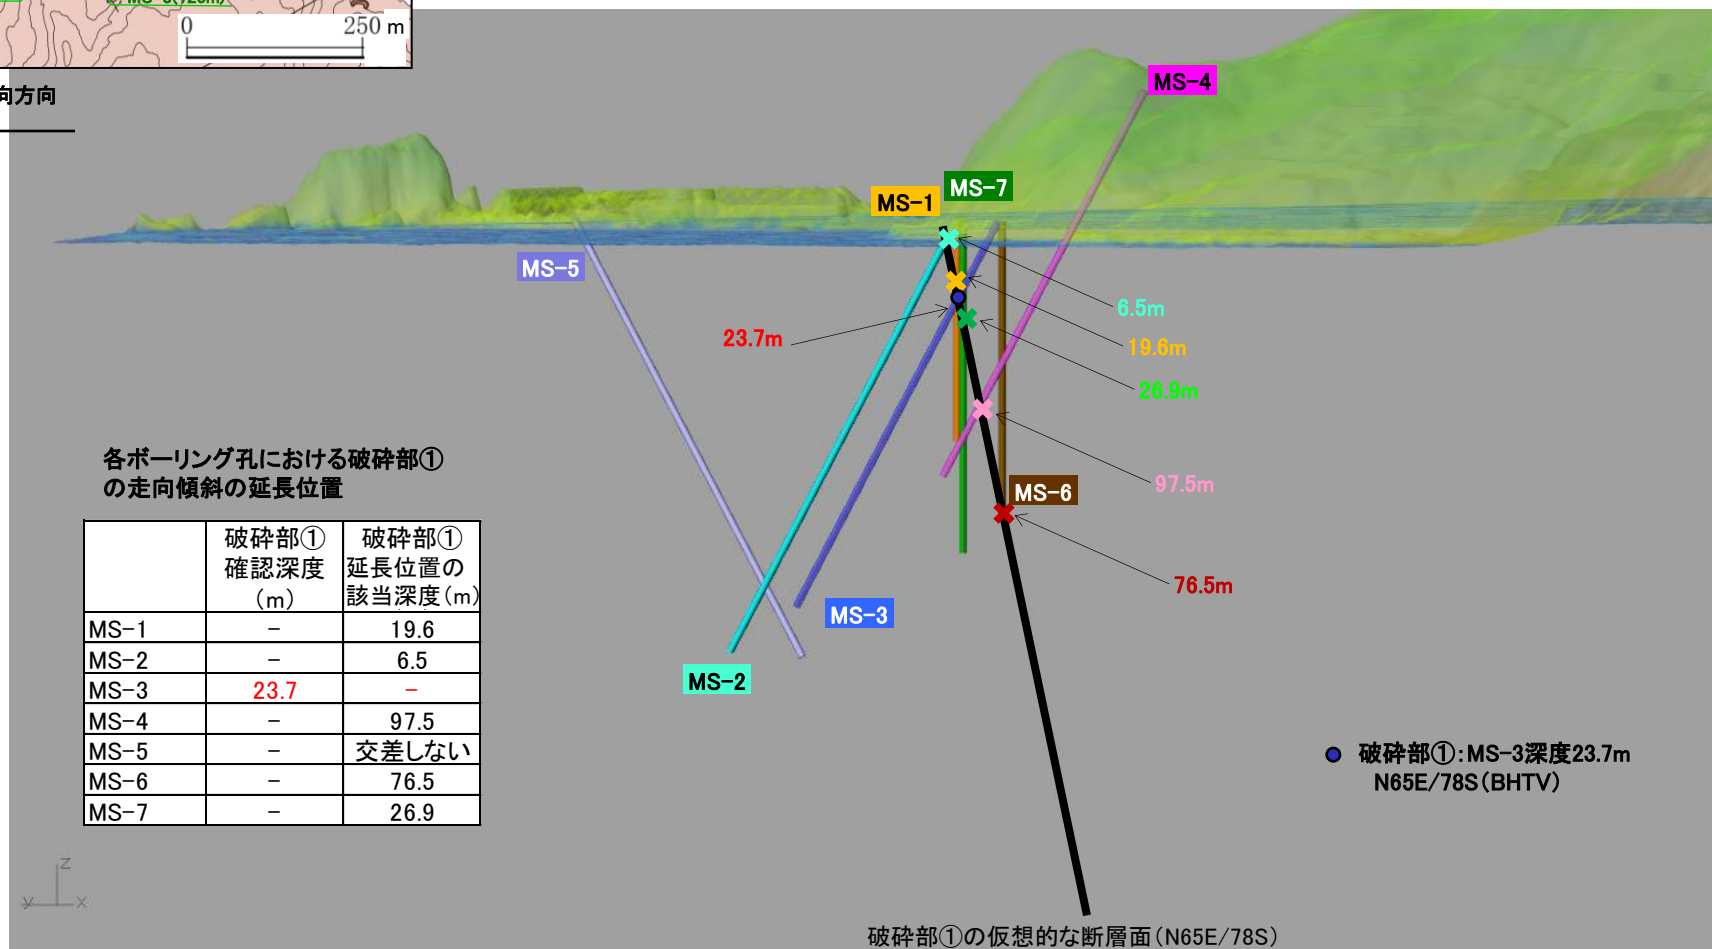 0 250 m
向方向
MS-4
MS-7
MS-1
MS-5
6.5m
23.7m
19.6m
26.9m
各ボーリング孔における破砕部①
の走向傾斜の延長位置
97.5m
MS-6
76.5m
MS-3
MS-2
破砕部①
確認深度
(m)
破砕部①
延長位置の
該当深度(m)
MS-1 - 19.6
MS-2 - 6.5
MS-3 23.7 -
MS-4 - 97.5
MS-5 - 交差しない
MS-6 - 76.5
MS-7 - 26.9
破砕部①:MS-3深度23.7m
N65E/78S(BHTV)
z
y x
破砕部①の仮想的な断層面(N65E/78S)